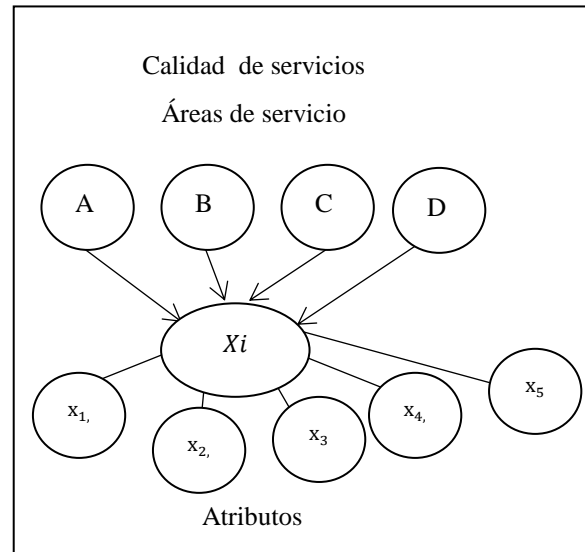 Calidad de servicios
Áreas de servicio
A B C D
Xi
x1, x2, x3 x4, x5
Atributos